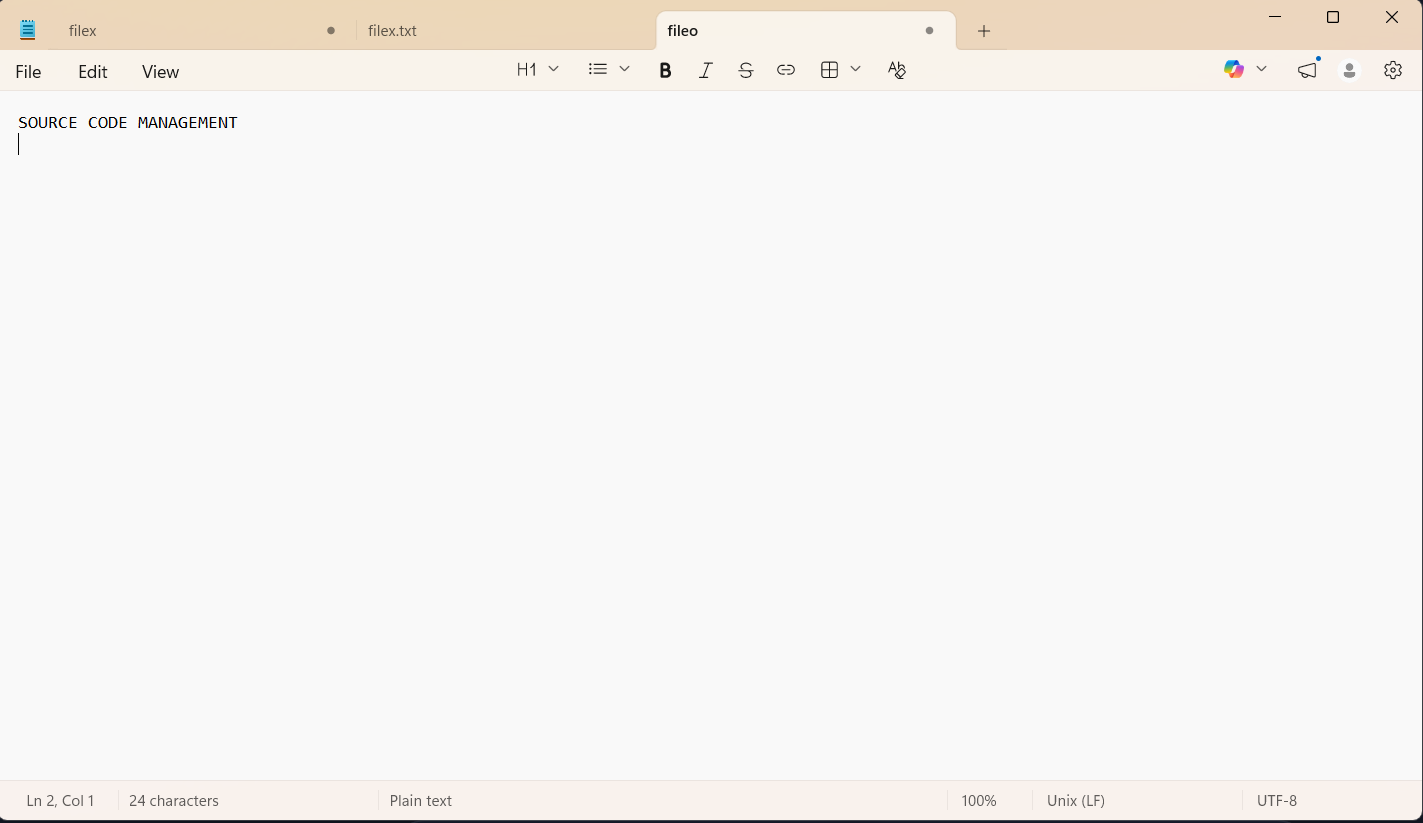 filex
filex.txt
fileo
File Edit View H1 B I S Ab
SOURCE CODE MANAGEMENT
Ln 2, Col 1 24 characters Plain text 100% Unix (LF) UTF-8